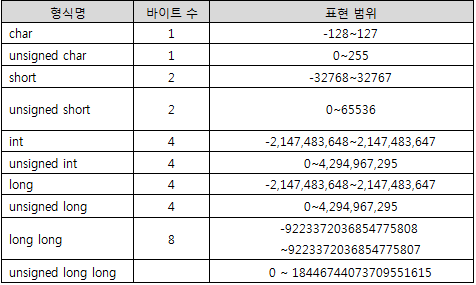 형식명 바이트 수 표현 범위
char 1 -128~127
unsigned char 1 0~255
short 2 -32768~32767
unsigned short 2 0~65536
int 4 -2,147,483,648~2,147,483,647
unsigned int 4 0~4,294,967,295
long 4 -2,147,483,648~2,147,483,647
unsigned long 4 0~4,294,967,295
long long 8 -9223372036854775808
~9223372036854775807
unsigned long long 0 ~ 18446744073709551615